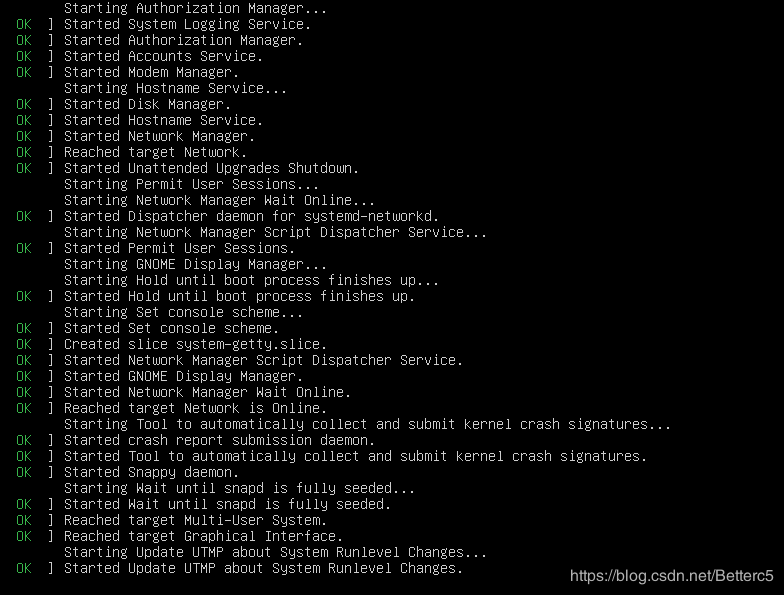 Starting Authorization Manager...
OK ] Started System Logging Service.
OK ] Started Authorization Manager.
OK ] Started Accounts Service.
OK ] Started Modem Manager.
Starting Hostname Service...
OK ] Started Disk Manager.
OK ] Started Hostname Service.
OK ] Started Network Manager.
OK ] Reached target Network.
OK ] Started Unattended Upgrades Shutdown.
Starting Permit User Sessions...
Starting Network Manager Wait Online...
OK ] Started Dispatcher daemon for systemd-networkd.
Starting Network Manager Script Dispatcher Service...
OK ] Started Permit User Sessions.
Starting GNOME Display Manager...
Starting Hold until boot process finishes up...
OK ] Started Hold until boot process finishes up.
Starting Set console scheme...
OK ] Started Set console scheme.
OK ] Created slice system-getty.slice.
OK ] Started Network Manager Script Dispatcher Service.
OK ] Started GNOME Display Manager.
OK ] Started Network Manager Wait Online.
OK ] Reached target Network is Online.
Starting Tool to automatically collect and submit kernel crash signatures...
OK ] Started crash report submission daemon.
OK ] Started Tool to automatically collect and submit kernel crash signatures.
OK ] Started Snappy daemon.
Starting Wait until snapd is fully seeded...
OK ] Started Wait until snapd is fully seeded.
OK ] Reached target Multi-User System.
OK ] Reached target Graphical Interface.
Starting Update UTMP about System Runlevel Changes...
OK ] Started Update UTMP about System Runlevel Changes.
https://blog.csdn.net/Betterc5